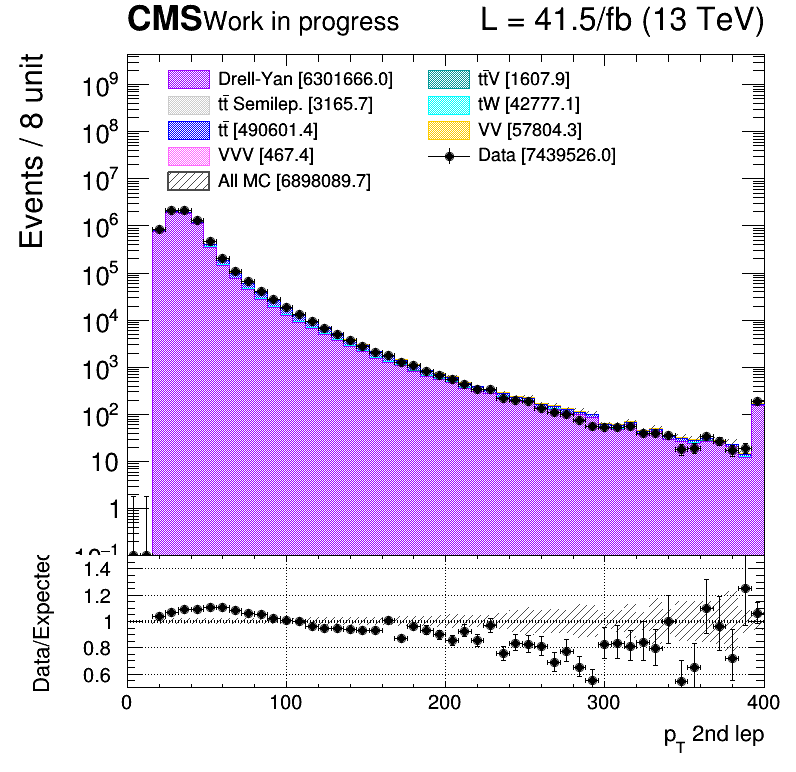 CMS Work in progress L = 41.5/fb (13 TeV)
Events / 8 unit
Drell-Yan [6301666.0]
tt̄ Semilep. [3165.7]
tt̄ [490601.4]
VVV [467.4]
All MC [6898089.7]
tt̄V [1607.9]
tW [42777.1]
VV [57804.3]
Data [7439526.0]
10⁹
10⁸
10⁷
10⁶
10⁵
10⁴
10³
10²
10
1
10⁻¹
Data/Expected
1.4
1.2
1
0.8
0.6
0 100 200 300 400
p_T 2nd lep